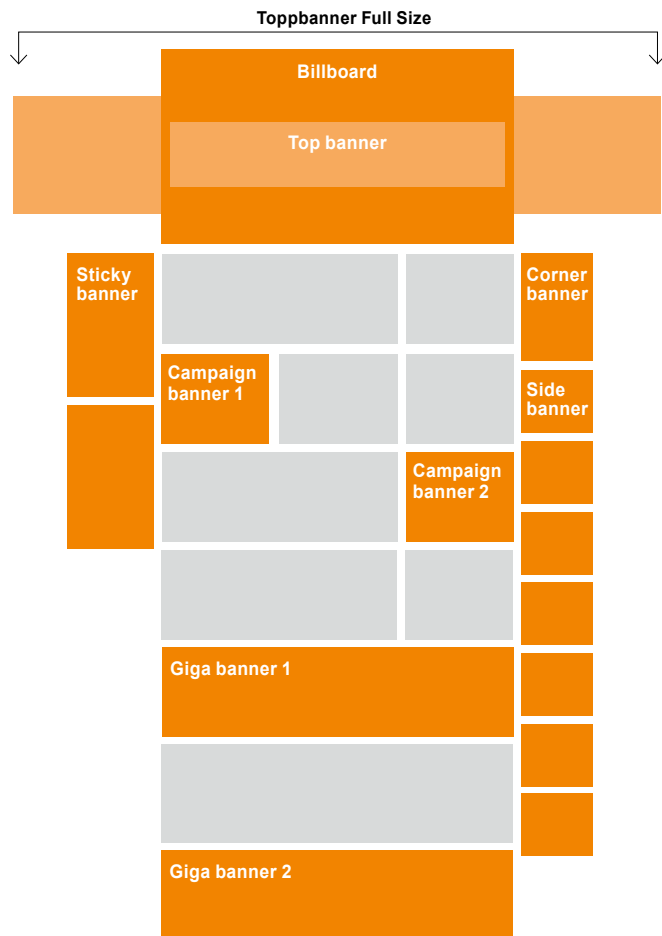 Toppbanner Full Size
Billboard
Top banner
Sticky
banner
Corner
banner
Campaign
banner 1
Side
banner
Campaign
banner 2
Giga banner 1
Giga banner 2